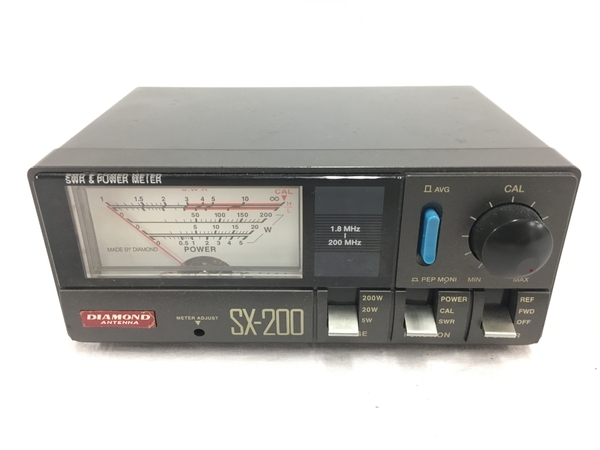 SWR & POWER METER
SWR
CAL
1 1.5 2 3 5 10 ∞
50 100 150 200
5 10 15 20 W
0 0.5 1 2 3 4 5
MADE BY DIAMOND
POWER
1.8 MHz
200 MHz
AVG
PEP MONI
CAL
MIN
MAX
DIAMOND
ANTENNA
METER ADJUST
SX-200
200W
20W
5W
POWER
CAL
SWR
REF
FWD
OFF